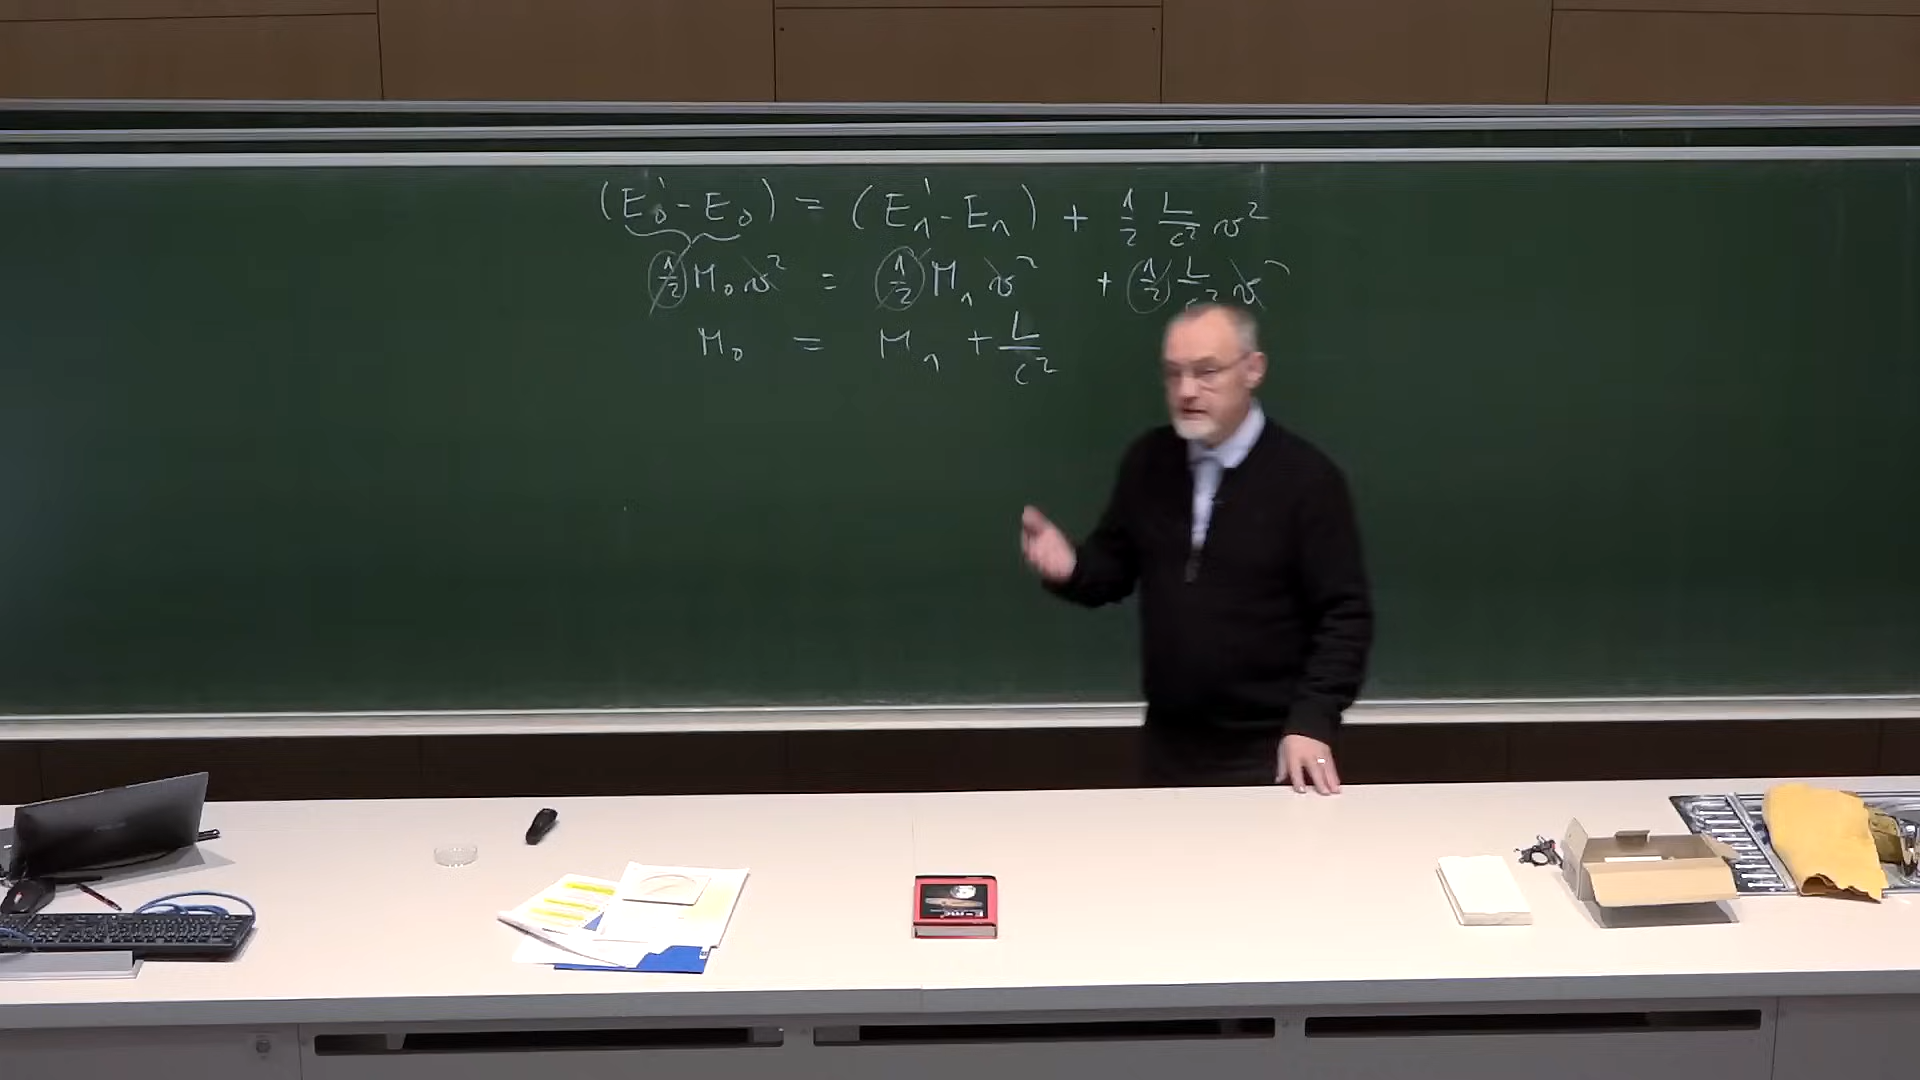 (E₀' - E₀) = (E₁' - E₁) + 1/2 L/c² v²
1/2 M₀ v² = 1/2 M₁ v² + 1/2 L/c² v²
M₀ = M₁ + L/c²